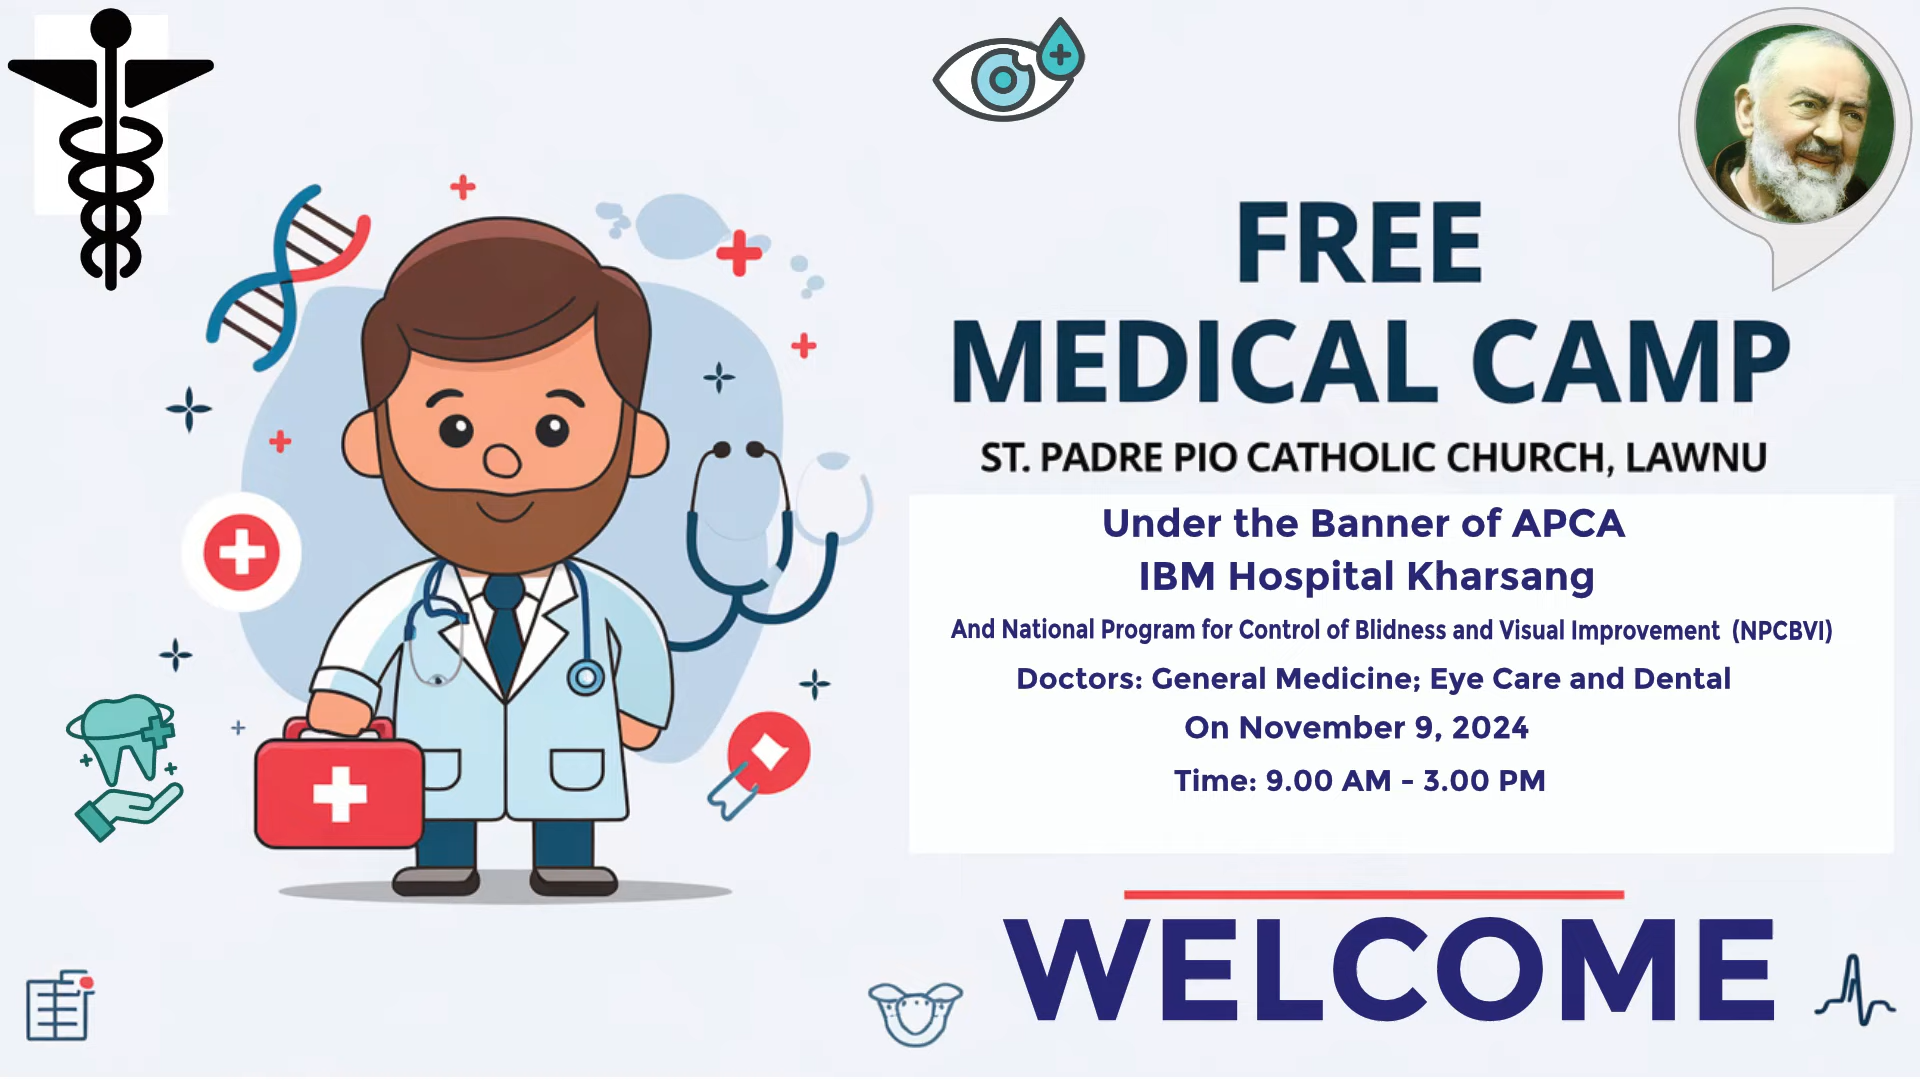 FREE
MEDICAL CAMP
ST. PADRE PIO CATHOLIC CHURCH, LAWNU
Under the Banner of APCA
IBM Hospital Kharsang
And National Program for Control of Blidness and Visual Improvement (NPCBVI)
Doctors: General Medicine; Eye Care and Dental
On November 9, 2024
Time: 9.00 AM - 3.00 PM
WELCOME